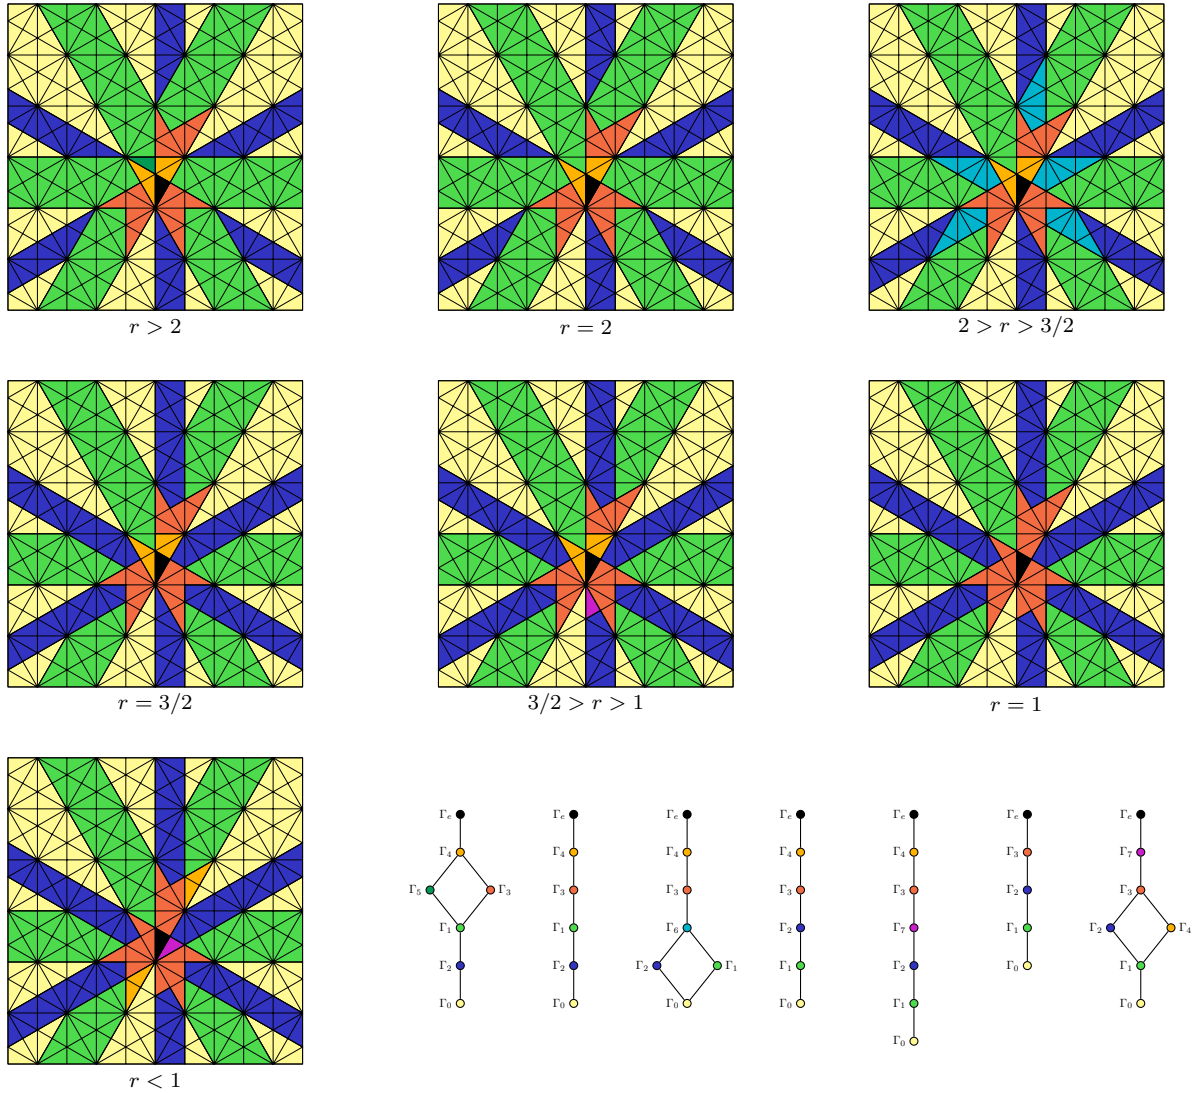 r > 2
r = 2
2 > r > 3/2
r = 3/2
3/2 > r > 1
r = 1
r < 1
Γe Γe Γe Γe Γe Γe Γe
Γ4 Γ4 Γ4 Γ4 Γ4 Γ3 Γ7
Γ5 Γ3 Γ3 Γ3 Γ3 Γ3 Γ2 Γ3
Γ1 Γ1 Γ6 Γ2 Γ7 Γ1 Γ2 Γ4
Γ2 Γ2 Γ2 Γ1 Γ1 Γ2 Γ0 Γ1
Γ0 Γ0 Γ0 Γ0 Γ1 Γ0
Γ0